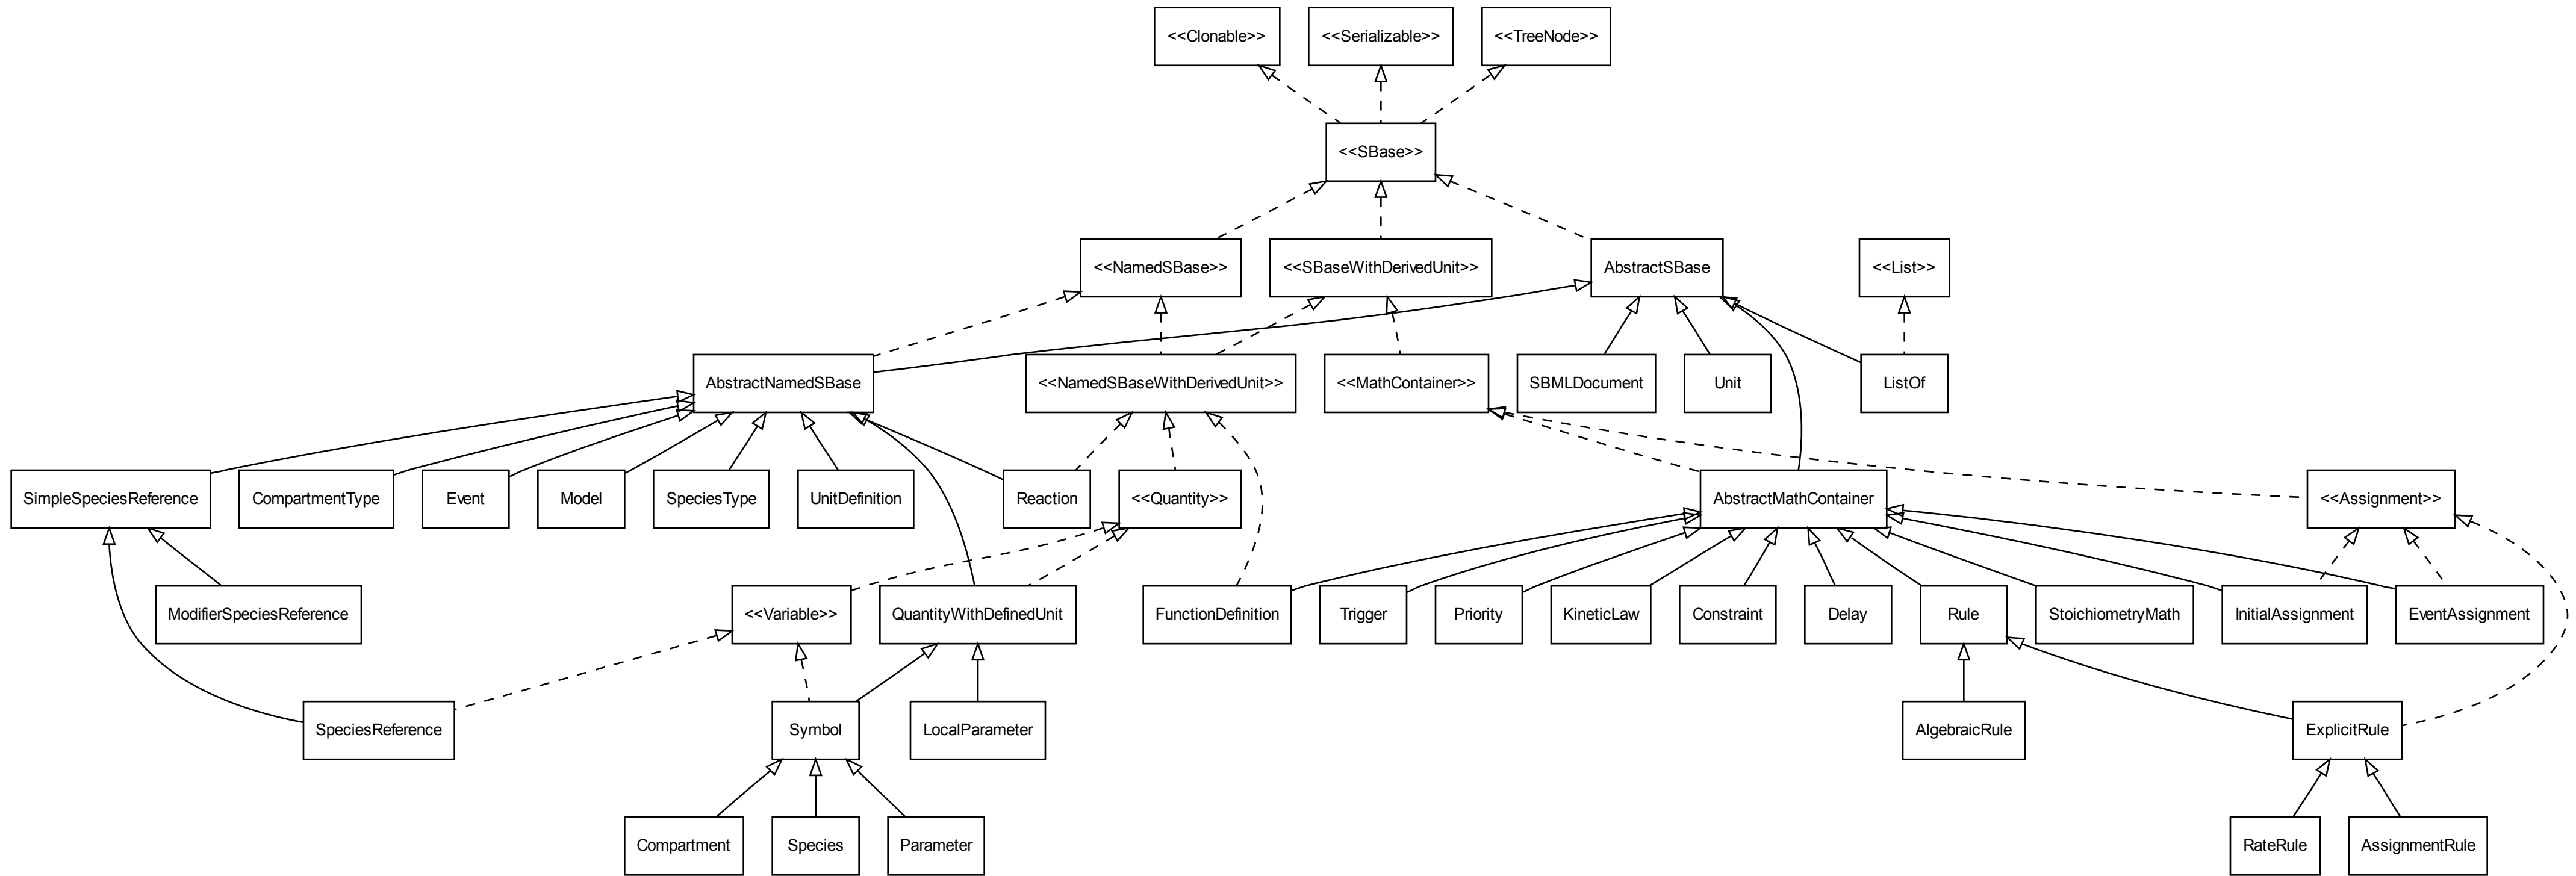 <<Clonable>>
<<Serializable>>
<<TreeNode>>
<<SBase>>
<<NamedSBase>>
<<SBaseWithDerivedUnit>>
AbstractSBase
<<List>>
AbstractNamedSBase
<<NamedSBaseWithDerivedUnit>>
<<MathContainer>>
SBMLDocument
Unit
ListOf
SimpleSpeciesReference
CompartmentType
Event
Model
SpeciesType
UnitDefinition
Reaction
<<Quantity>>
AbstractMathContainer
<<Assignment>>
ModifierSpeciesReference
<<Variable>>
QuantityWithDefinedUnit
FunctionDefinition
Trigger
Priority
KineticLaw
Constraint
Delay
Rule
StoichiometryMath
InitialAssignment
EventAssignment
SpeciesReference
Symbol
LocalParameter
AlgebraicRule
ExplicitRule
Compartment
Species
Parameter
RateRule
AssignmentRule